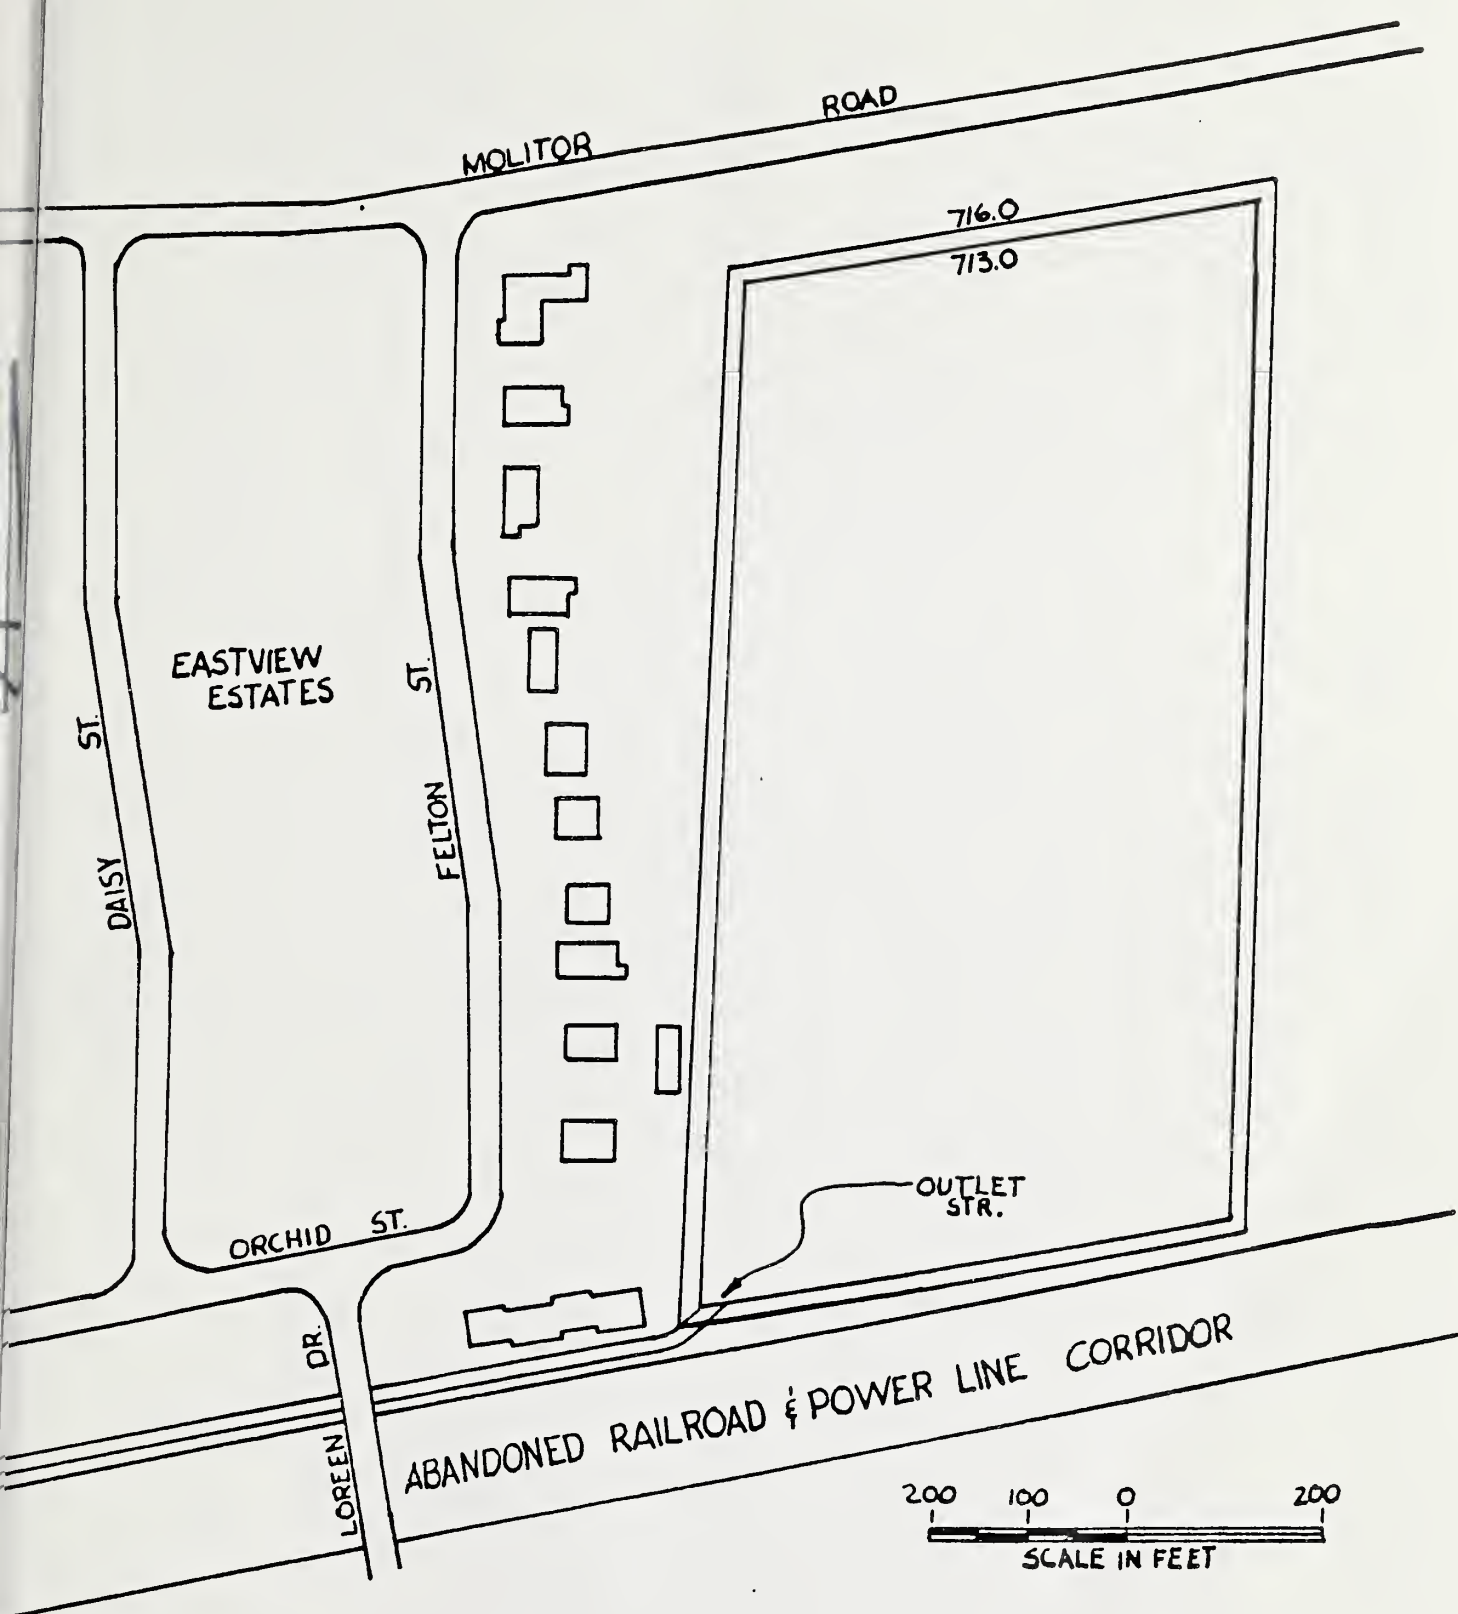 MOLITOR ROAD
716.0
713.0
EASTVIEW
ESTATES
DAISY ST.
FELTON ST.
ORCHID ST.
OUTLET
STR.
LOREEN DR.
ABANDONED RAILROAD & POWER LINE CORRIDOR
200 100 0 200
SCALE IN FEET